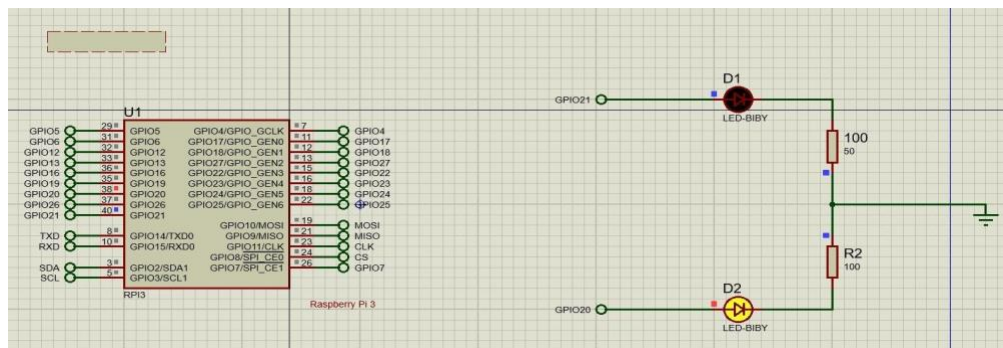 U1
GPIO5 29 GPIO5 GPIO4/GPIO_GCLK 7 GPIO4
GPIO6 31 GPIO6 GPIO17/GPIO_GEN0 11 GPIO17
GPIO12 32 GPIO12 GPIO18/GPIO_GEN1 12 GPIO18
GPIO13 33 GPIO13 GPIO27/GPIO_GEN2 13 GPIO27
GPIO16 36 GPIO16 GPIO22/GPIO_GEN3 15 GPIO22
GPIO19 35 GPIO19 GPIO23/GPIO_GEN4 16 GPIO23
GPIO20 38 GPIO20 GPIO24/GPIO_GEN5 18 GPIO24
GPIO26 37 GPIO26 GPIO25/GPIO_GEN6 22 GPIO25
GPIO21 40 GPIO21
GPIO10/MOSI 19 MOSI
TXD 8 GPIO14/TXD0 GPIO9/MISO 21 MISO
RXD 10 GPIO15/RXD0 GPIO11/CLK 23 CLK
GPIO8/SPI_CE0 24 CS
SDA 3 GPIO2/SDA1 GPIO7/SPI_CE1 26 GPIO7
SCL 5 GPIO3/SCL1
RPI3
Raspberry Pi 3
D1
GPIO21
LED-BIBY
100
50
R2
100
D2
GPIO20
LED-BIBY